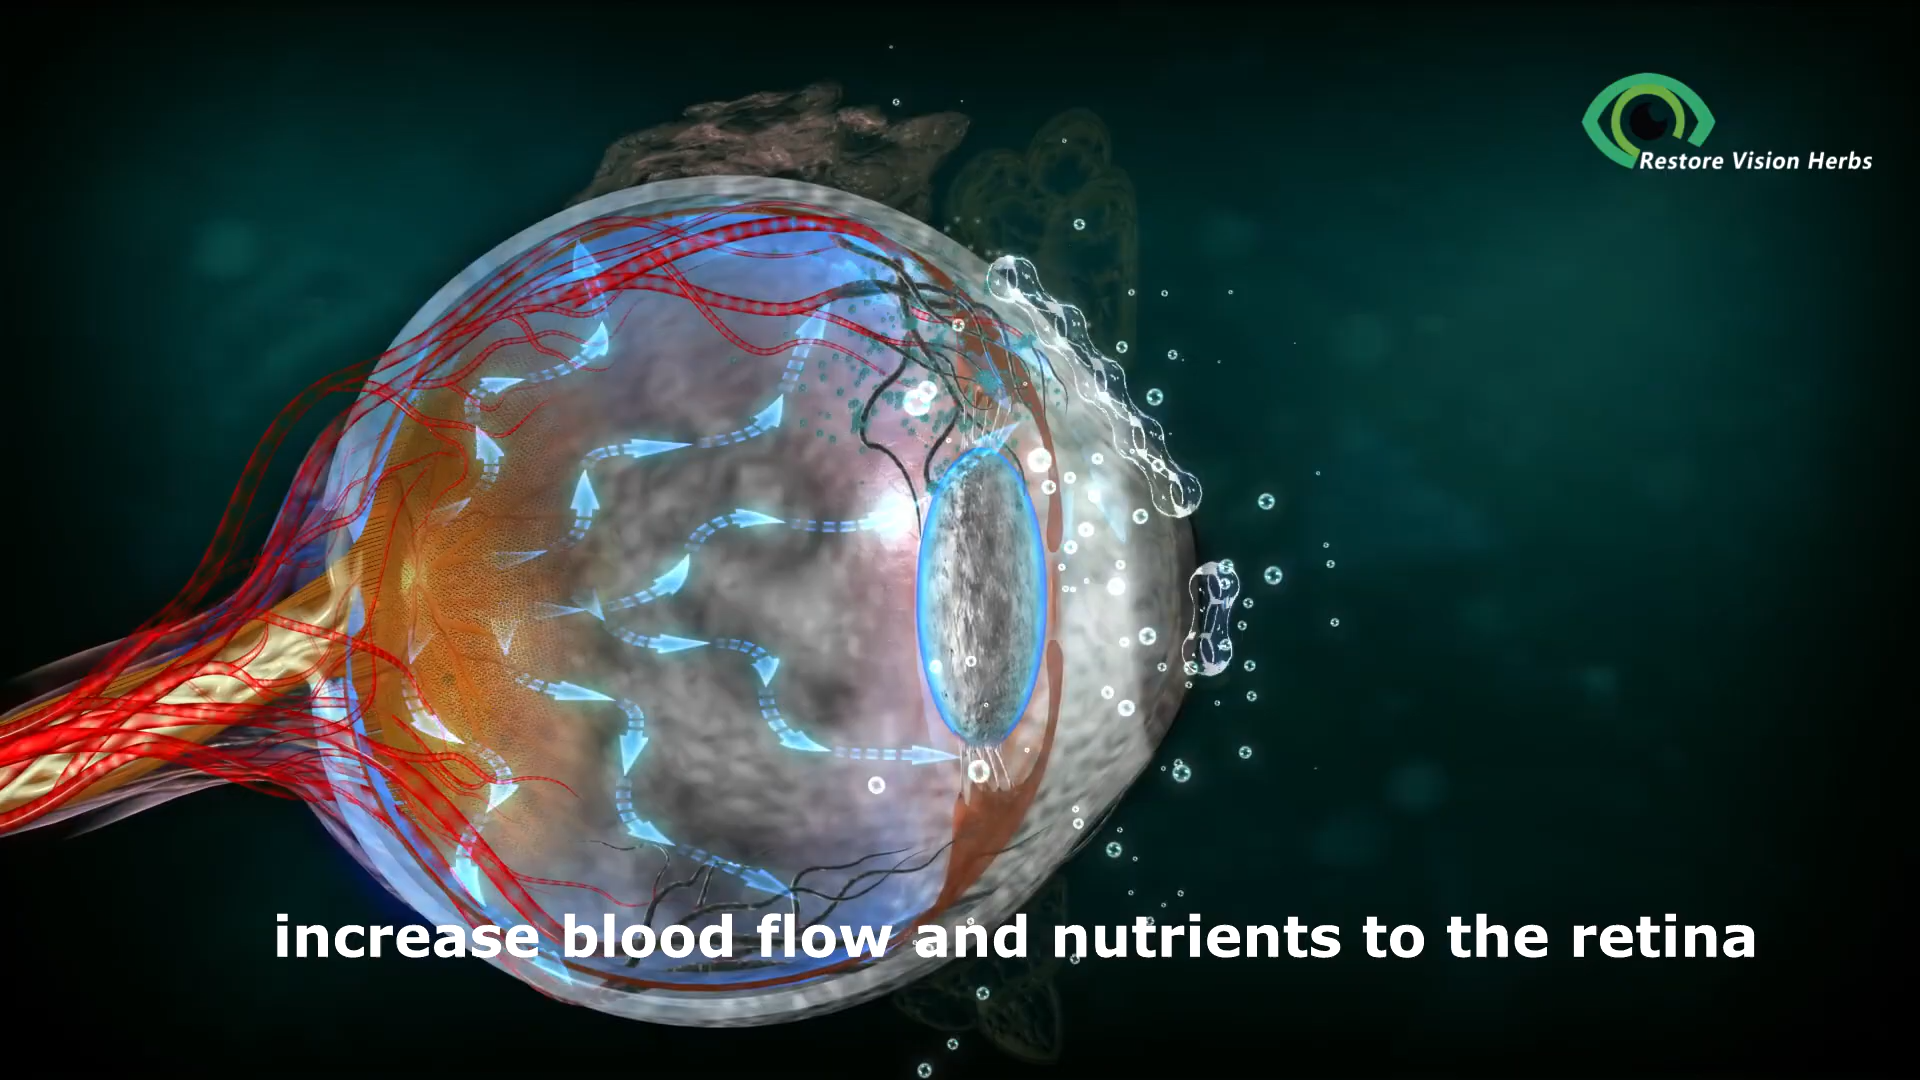 Restore Vision Herbs
increase blood flow and nutrients to the retina